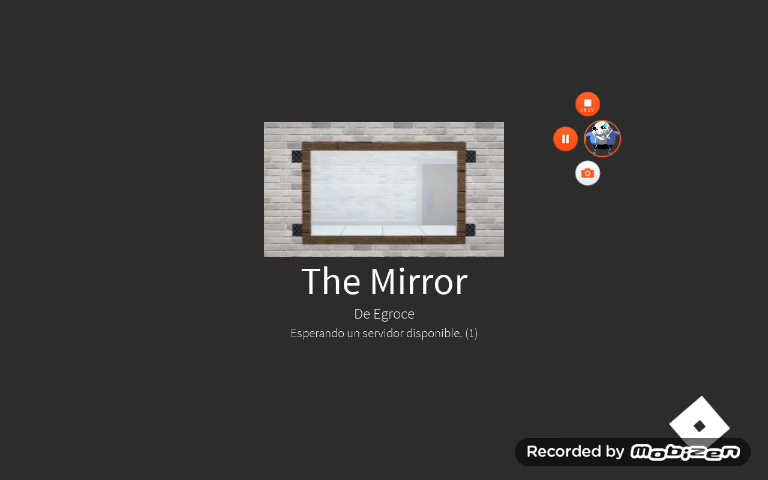 The Mirror
De Egroce
Esperando un servidor disponible. (1)
Recorded by Mobizen